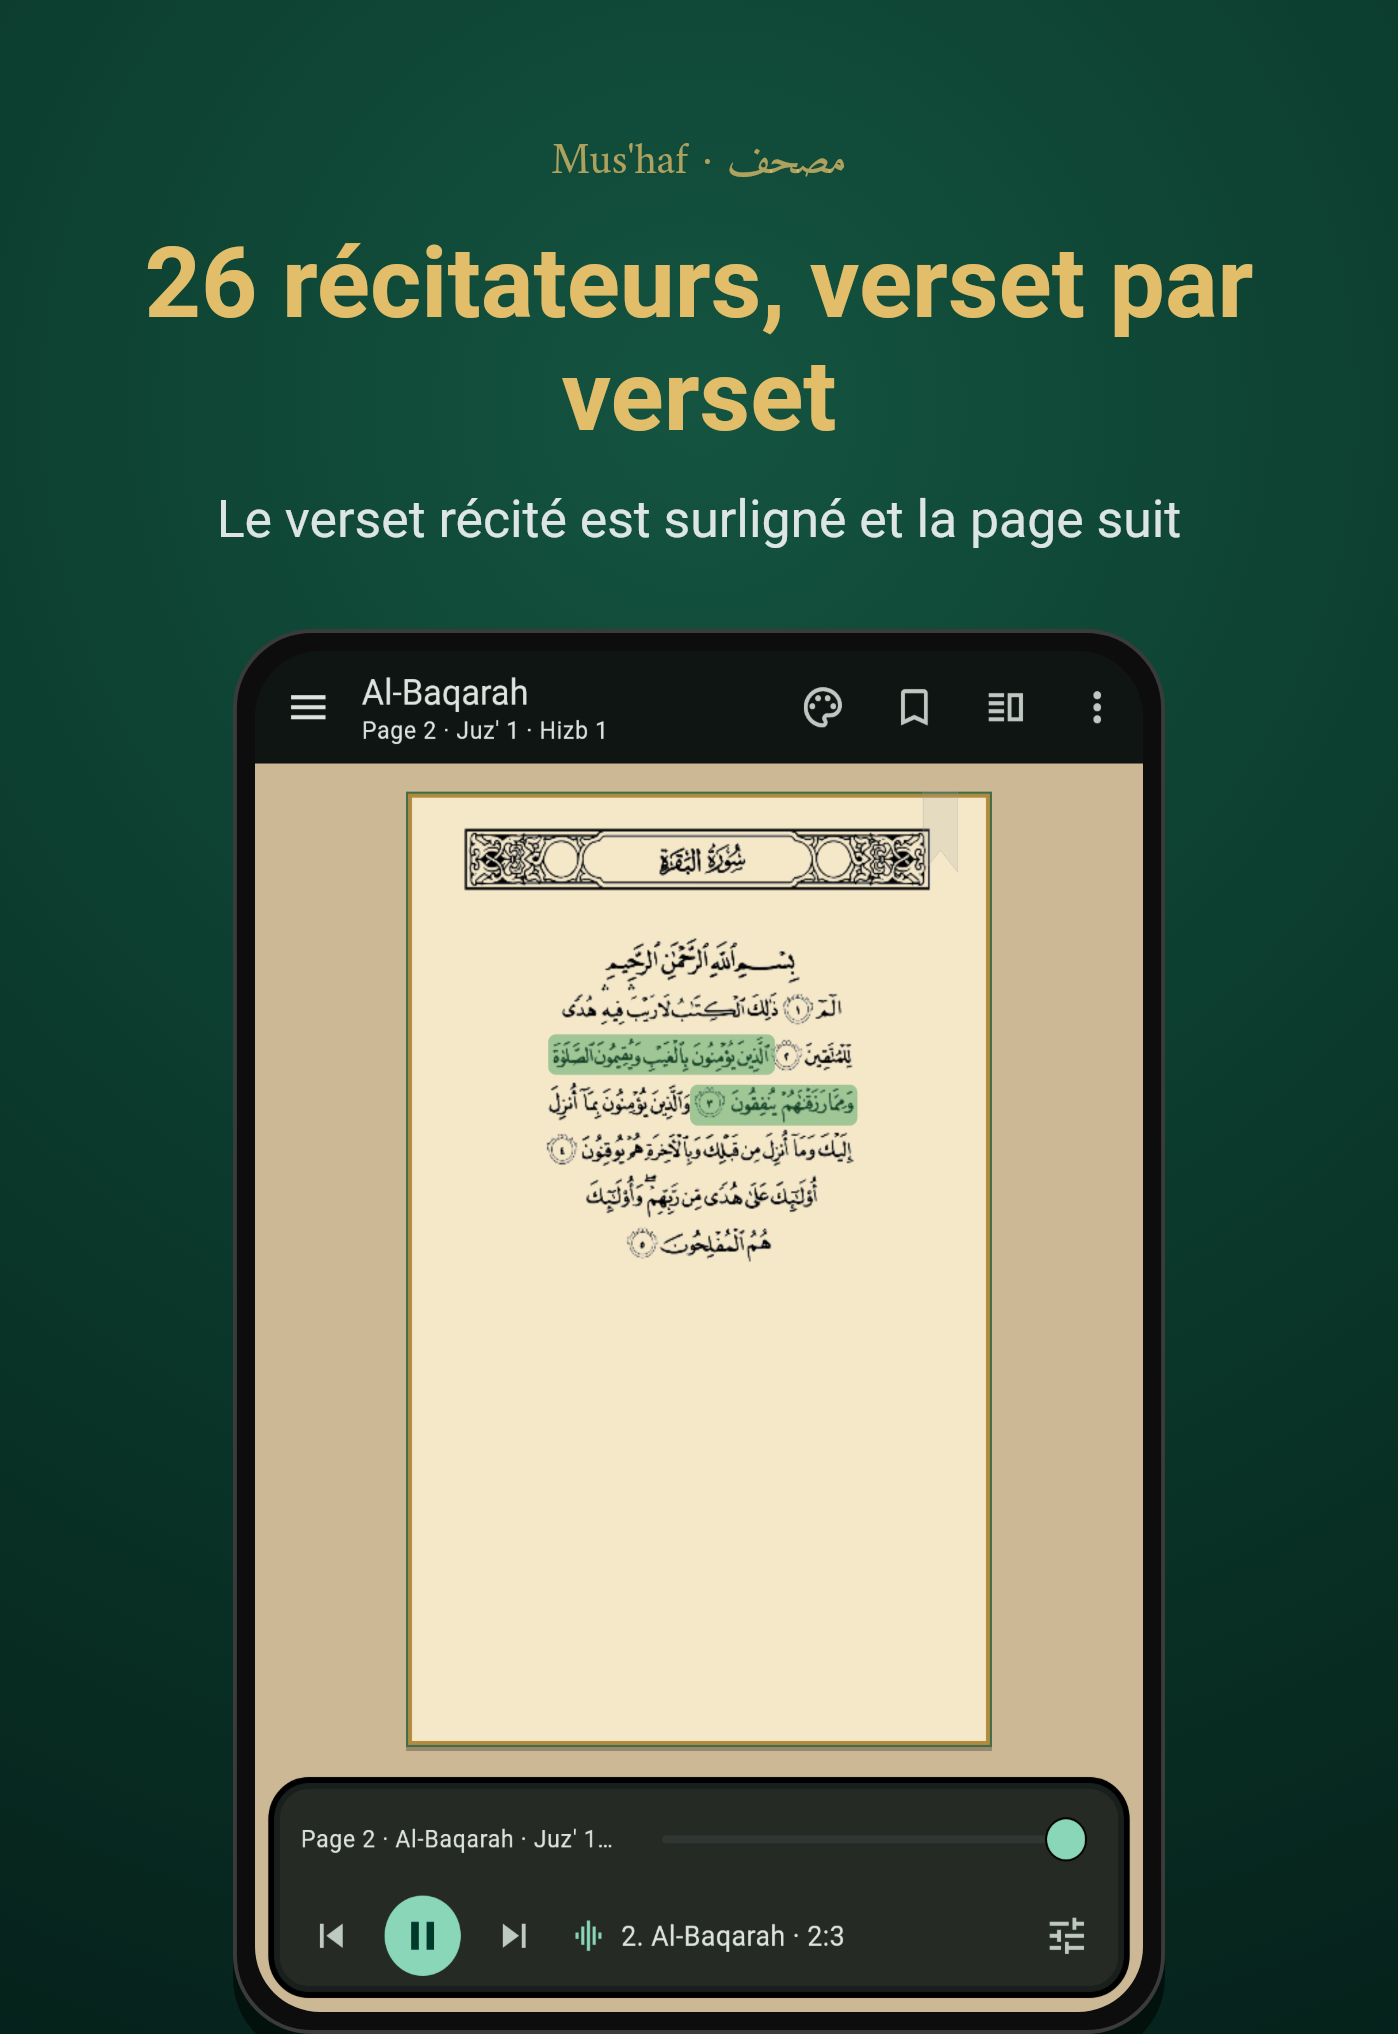 Mus'haf · مصحف
26 récitateurs, verset par
verset
Le verset récité est surligné et la page suit
Al-Baqarah
Page 2 · Juz' 1 · Hizb 1
سُورَةُ البَقَرَةِ
بِسْمِ ٱللَّهِ ٱلرَّحْمَٰنِ ٱلرَّحِيمِ
الٓمٓ ١ ذَٰلِكَ ٱلْكِتَٰبُ لَا رَيْبَۛ فِيهِۛ هُدًى
لِّلْمُتَّقِينَ ٢ ٱلَّذِينَ يُؤْمِنُونَ بِٱلْغَيْبِ وَيُقِيمُونَ ٱلصَّلَوٰةَ
وَمِمَّا رَزَقْنَٰهُمْ يُنفِقُونَ ٣ وَٱلَّذِينَ يُؤْمِنُونَ بِمَآ أُنزِلَ
إِلَيْكَ وَمَآ أُنزِلَ مِن قَبْلِكَ وَبِٱلْءَاخِرَةِ هُمْ يُوقِنُونَ ٤
أُو۟لَٰٓئِكَ عَلَىٰ هُدًى مِّن رَّبِّهِمْۖ وَأُو۟لَٰٓئِكَ
هُمُ ٱلْمُفْلِحُونَ ٥
Page 2 · Al-Baqarah · Juz' 1...
2. Al-Baqarah · 2:3